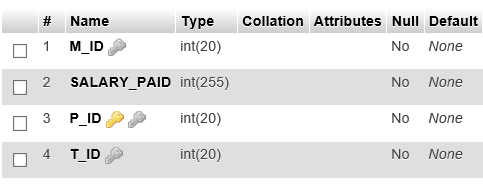 # Name Type Collation Attributes Null Default
1 M_ID int(20) No None
2 SALARY_PAID int(255) No None
3 P_ID int(20) No None
4 T_ID int(20) No None